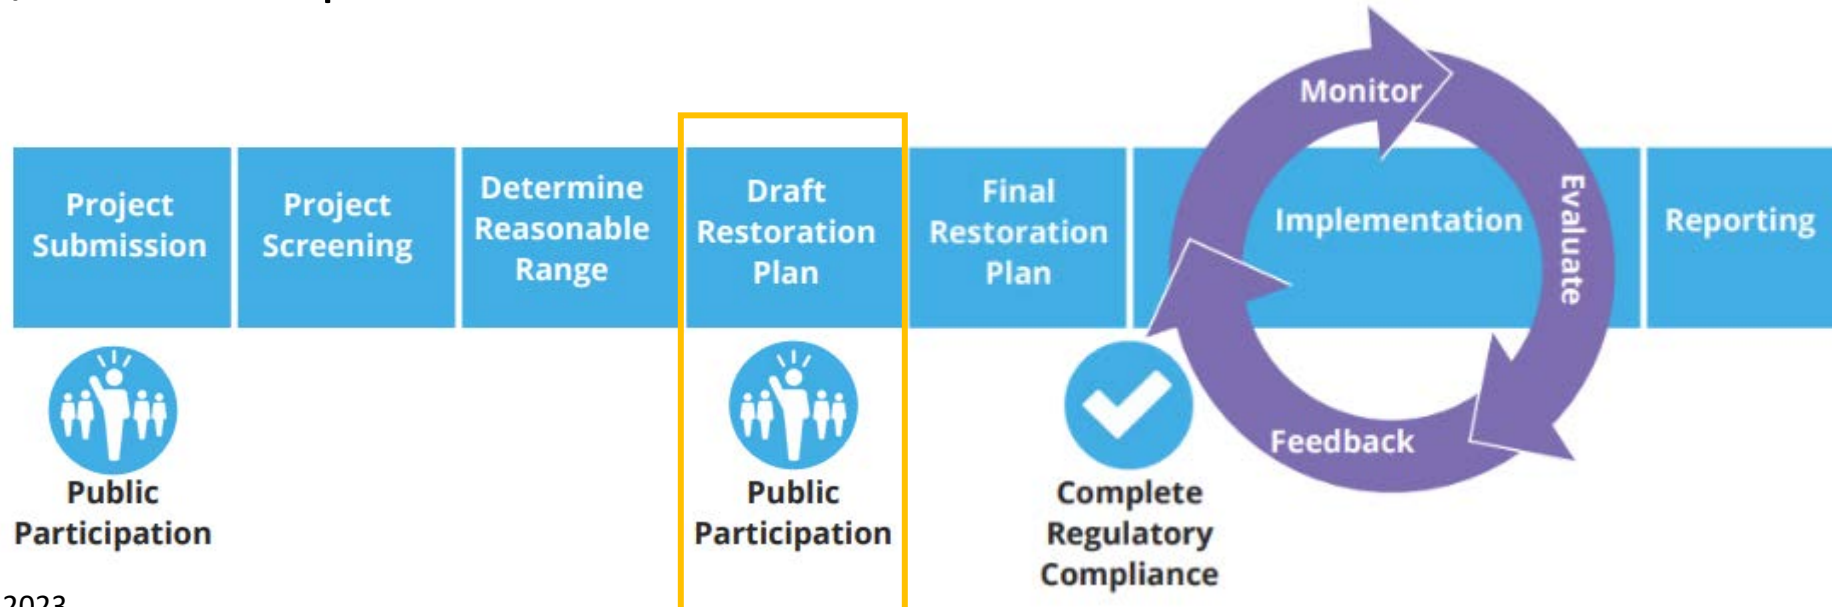 Project
Submission
Project
Screening
Determine
Reasonable
Range
Draft
Restoration
Plan
Final
Restoration
Plan
Implementation
Monitor
Evaluate
Feedback
Reporting
Public
Participation
Public
Participation
Complete
Regulatory
Compliance
2023